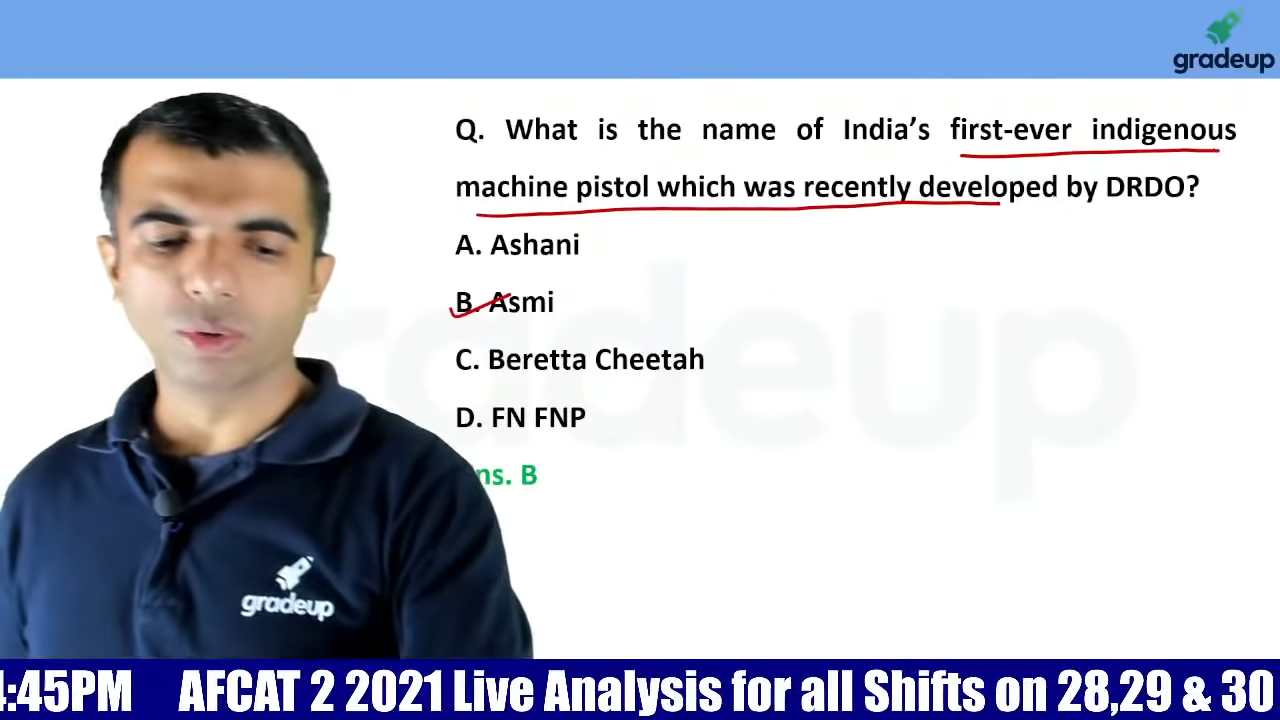 gradeup
Q. What is the name of India's first-ever indigenous
machine pistol which was recently developed by DRDO?
A. Ashani
B. Asmi
C. Beretta Cheetah
D. FN FNP
ns. B
gradeup
gradeup
4:45PM AFCAT 2 2021 Live Analysis for all Shifts on 28,29 & 30